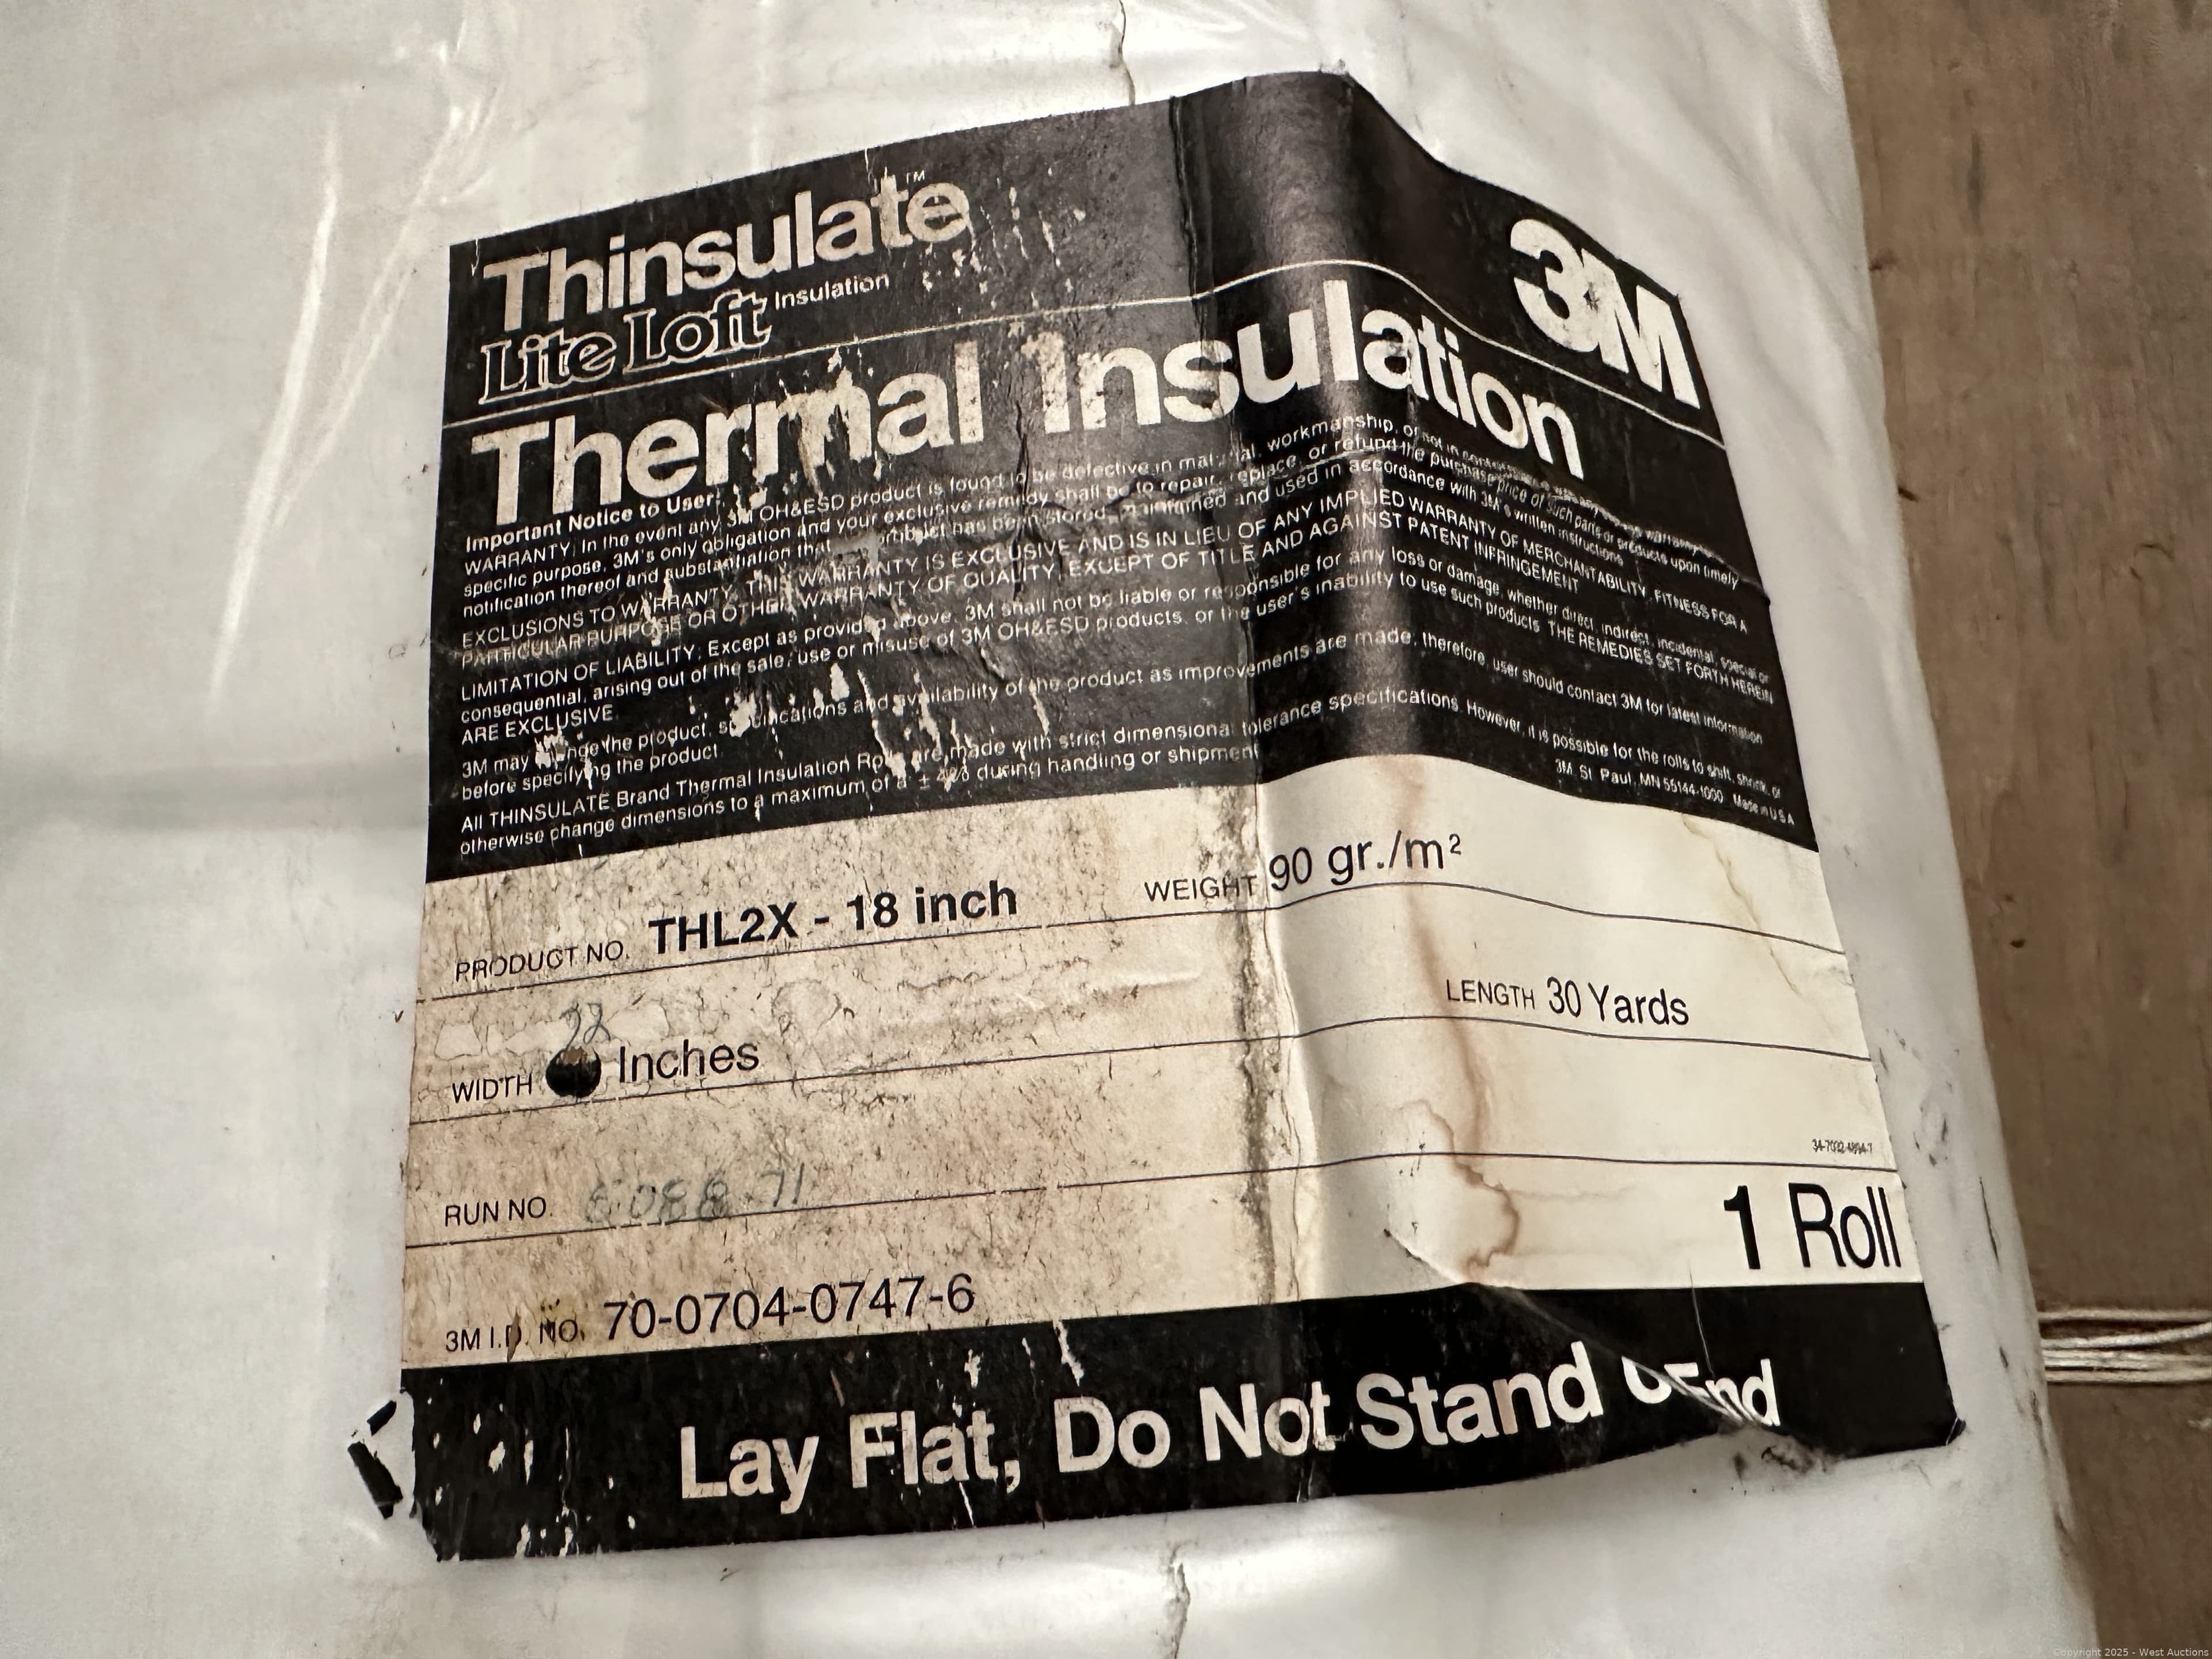 Thinsulate™
Lite Loft Insulation
3M
Thermal Insulation
Important Notice to User:
WARRANTY: In the event any 3M OH&ESD product is found to be defective in material, workmanship, or not in
specific purpose, 3M's only obligation and your exclusive remedy shall be to repair, replace, or refund the purchase price of such parts or products upon timely
notification thereof and substantiation that product has been stored, maintained and used in accordance with 3M's written instructions
EXCLUSIONS TO WARRANTY: THIS WARRANTY IS EXCLUSIVE AND IS IN LIEU OF ANY IMPLIED WARRANTY OF MERCHANTABILITY, FITNESS FOR A
PARTICULAR PURPOSE OR OTHER WARRANTY OF QUALITY, EXCEPT OF TITLE AND AGAINST PATENT INFRINGEMENT
LIMITATION OF LIABILITY: Except as provided above, 3M shall not be liable or responsible for any loss or damage, whether direct, indirect, incidental, special or
consequential, arising out of the sale, use or misuse of 3M OH&ESD products, or the user's inability to use such products. THE REMEDIES SET FORTH HEREIN
ARE EXCLUSIVE.
3M may change the product, specifications and availability of the product as improvements are made, therefore, user should contact 3M for latest information
before specifying the product.
All THINSULATE Brand Thermal Insulation Rolls are made with strict dimensional tolerance specifications. However, it is possible for the rolls to shift, shrink, or
otherwise change dimensions to a maximum of a ± 4% during handling or shipment
3M, St. Paul, MN 55144-1000 Made in USA
PRODUCT NO. THL2X - 18 inch WEIGHT 90 gr./m²
22
WIDTH Inches LENGTH 30 Yards
34-7032-4894-7
RUN NO. 71
1 Roll
3M I.D. NO. 70-0704-0747-6
Lay Flat, Do Not Stand End
Copyright 2025 - West Auctions